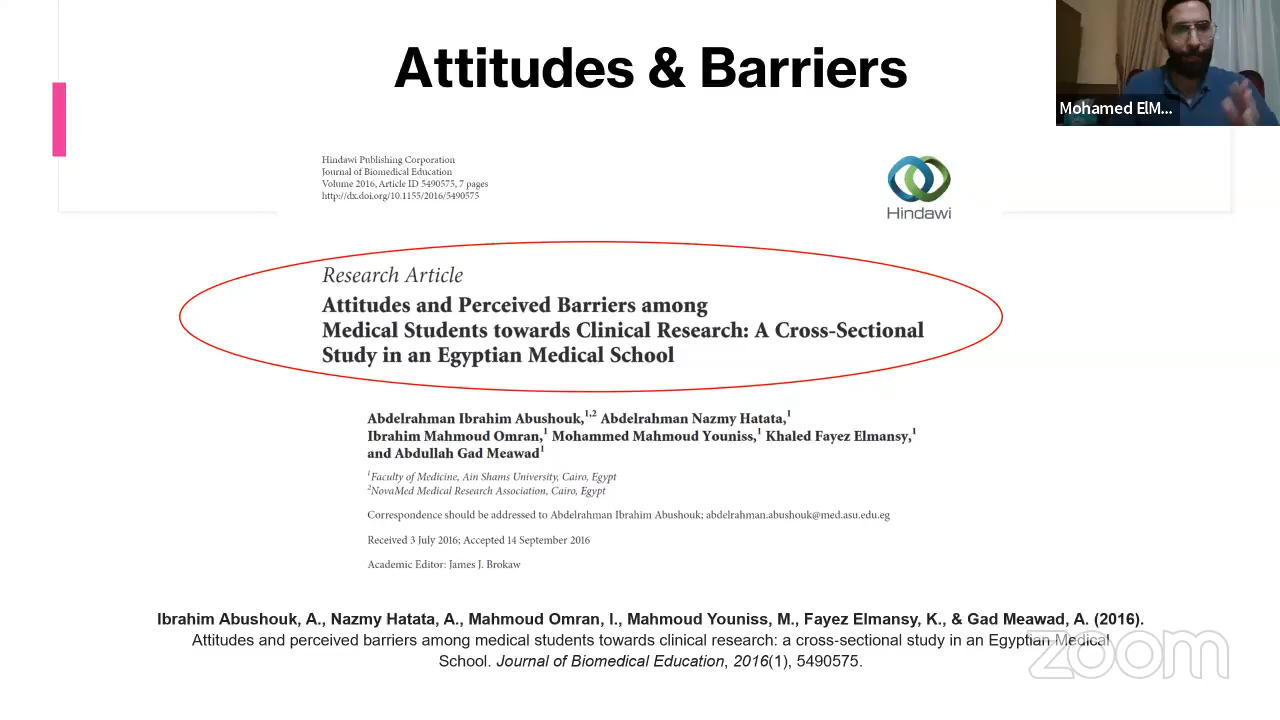 Attitudes & Barriers
Mohamed ElM...
Hindawi Publishing Corporation
Journal of Biomedical Education
Volume 2016, Article ID 5490575, 7 pages
http://dx.doi.org/10.1155/2016/5490575
Hindawi
Research Article
Attitudes and Perceived Barriers among
Medical Students towards Clinical Research: A Cross-Sectional
Study in an Egyptian Medical School
Abdelrahman Ibrahim Abushouk,1,2 Abdelrahman Nazmy Hatata,1
Ibrahim Mahmoud Omran,1 Mohammed Mahmoud Youniss,1 Khaled Fayez Elmansy,1
and Abdullah Gad Meawad1
1Faculty of Medicine, Ain Shams University, Cairo, Egypt
2NovaMed Medical Research Association, Cairo, Egypt
Correspondence should be addressed to Abdelrahman Ibrahim Abushouk; abdelrahman.abushouk@med.asu.edu.eg
Received 3 July 2016; Accepted 14 September 2016
Academic Editor: James J. Brokaw
Ibrahim Abushouk, A., Nazmy Hatata, A., Mahmoud Omran, I., Mahmoud Youniss, M., Fayez Elmansy, K., & Gad Meawad, A. (2016).
Attitudes and perceived barriers among medical students towards clinical research: a cross-sectional study in an Egyptian Medical
School. Journal of Biomedical Education, 2016(1), 5490575.
zoom